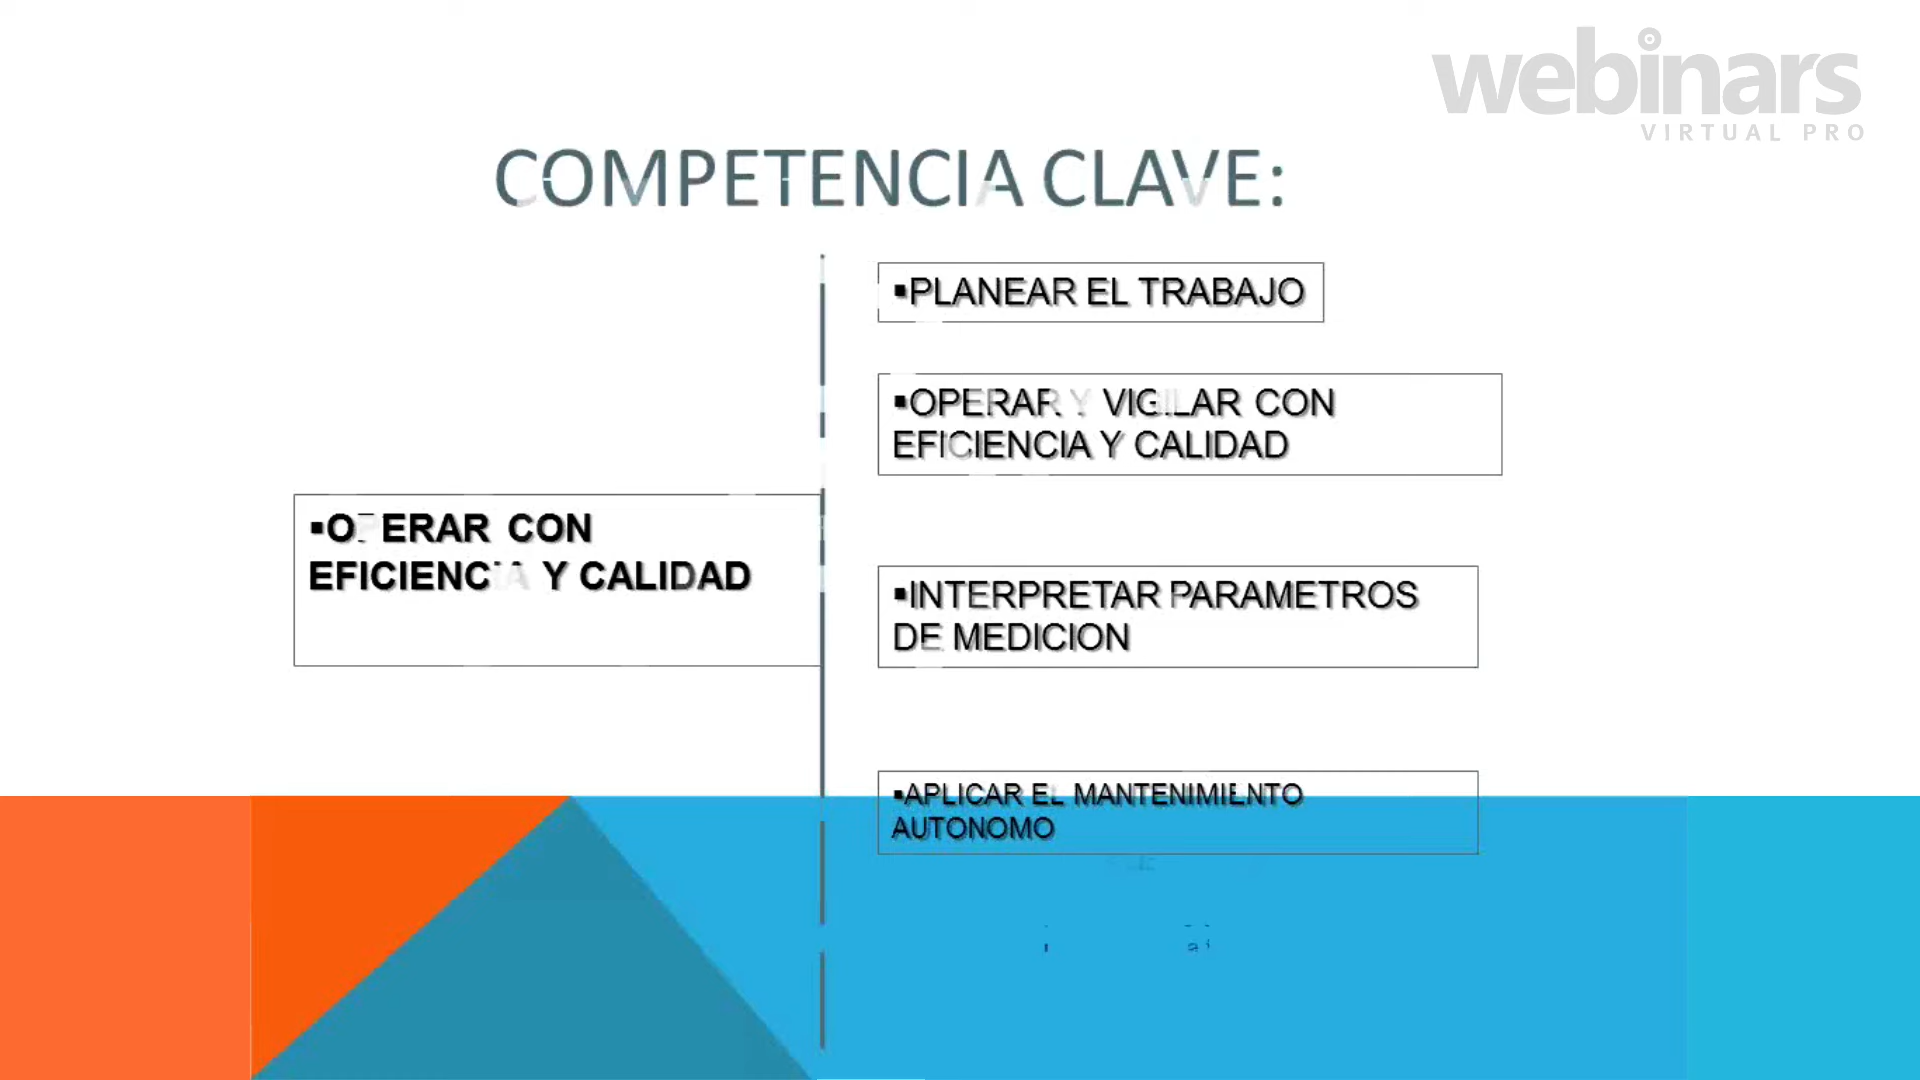 webinars
VIRTUAL PRO
COMPETENCIA CLAVE:
▪PLANEAR EL TRABAJO
▪OPERAR Y VIGILAR CON
EFICIENCIA Y CALIDAD
▪OPERAR CON
EFICIENCIA Y CALIDAD
▪INTERPRETAR PARAMETROS
DE MEDICION
▪APLICAR EL MANTENIMIENTO
AUTONOMO